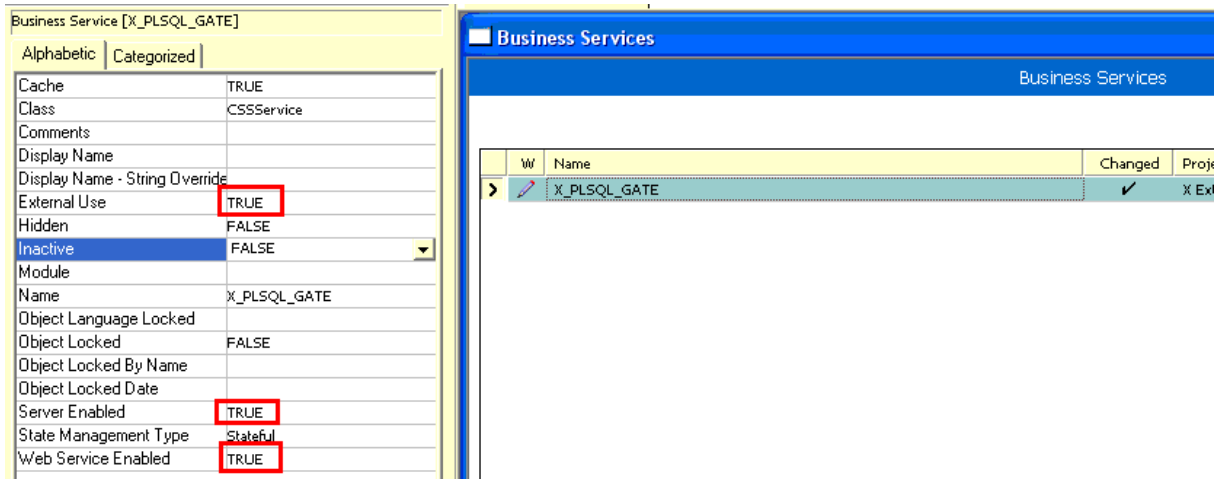 Business Service [X_PLSQL_GATE]
Alphabetic Categorized
Cache TRUE
Class CSSService
Comments
Display Name
Display Name - String Override
External Use TRUE
Hidden FALSE
Inactive FALSE
Module
Name X_PLSQL_GATE
Object Language Locked
Object Locked FALSE
Object Locked By Name
Object Locked Date
Server Enabled TRUE
State Management Type Stateful
Web Service Enabled TRUE
Business Services
Business Services
W Name Changed Proje
X_PLSQL_GATE X Ext